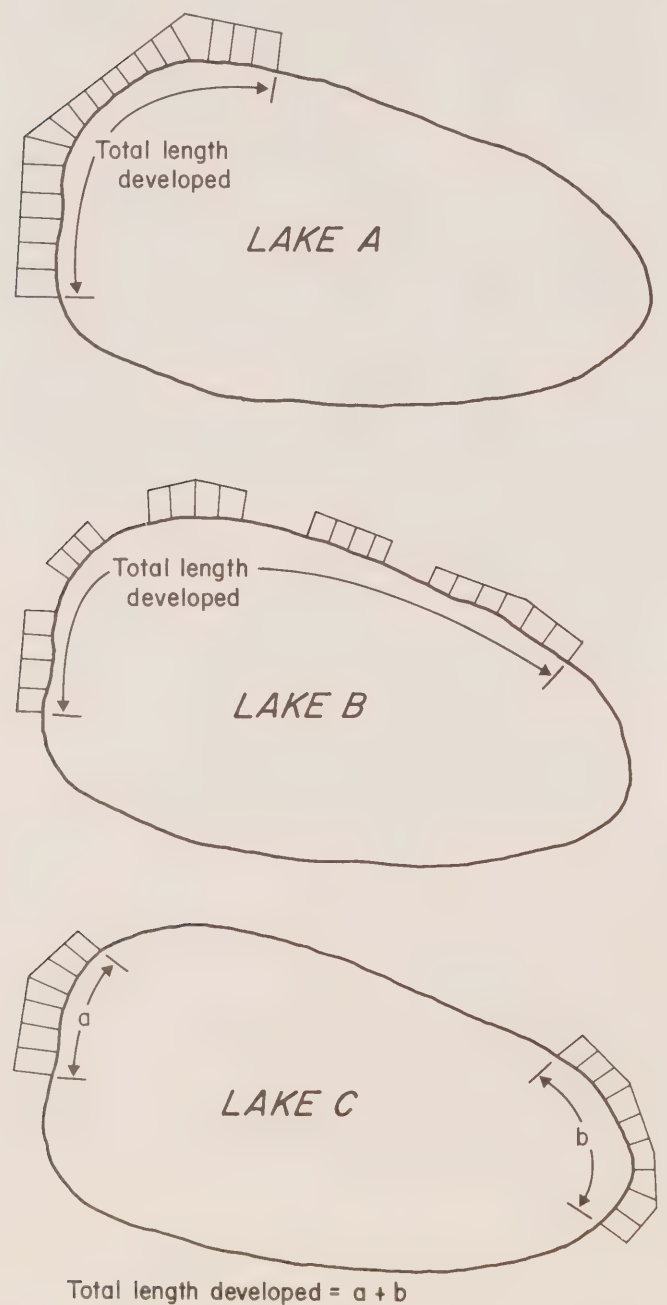 Total length
developed
LAKE A
Total length
developed
LAKE B
a
LAKE C
b
Total length developed = a + b